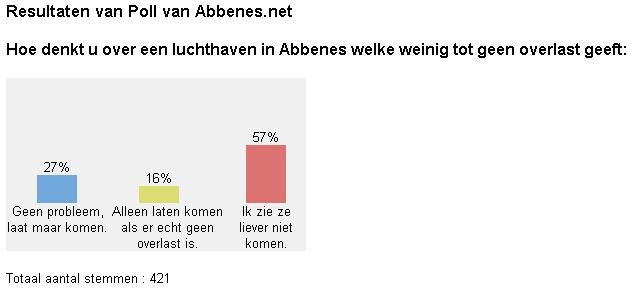 Resultaten van Poll van Abbenes.net
Hoe denkt u over een luchthaven in Abbenes welke weinig tot geen overlast geeft:
27%
16%
57%
Geen probleem,
laat maar komen.
Alleen laten komen
als er echt geen
overlast is.
Ik zie ze
liever niet
komen.
Totaal aantal stemmen : 421